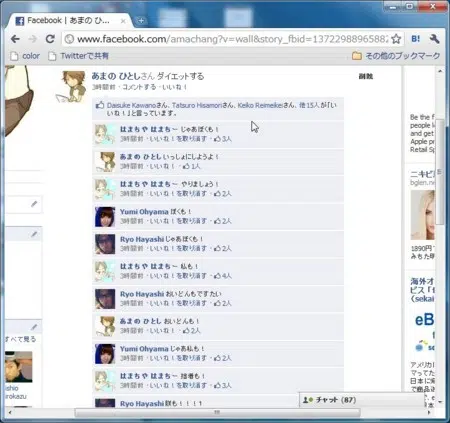 Facebook | あまの ひとし
www.facebook.com/amachang?v=wall&story_fbid=13722988965882
color
Twitterで共有
その他のブックマーク
あまの ひとしさん ダイエットする
削除
3時間前・コメントする・いいね!
Daisuke Kawanoさん、Tatsuro Hisamoriさん、Keiko Reimeikeiさん、他15人が「い
いね!」と言っています。
はまちや はまち~ じゃあぼくも!
3時間前・いいね!を取り消す・3人
あまの ひとし いっしょにしようよ!
3時間前・いいね!・1人
はまちや はまち~ やりましょう!
3時間前・いいね!を取り消す・2人
Yumi Ohyama ぼくも!
3時間前・いいね!を取り消す・2人
Ryo Hayashi じゃあぼくも!
3時間前・いいね!を取り消す・2人
はまちや はまち~ 私も!
3時間前・いいね!を取り消す・4人
Ryo Hayashi おいどんもですたい
3時間前・いいね!を取り消す・2人
あまの ひとし おいどんも!
3時間前・いいね!・2人
Yumi Ohyama じゃあ私も!
3時間前・いいね!を取り消す・2人
はまちや はまち~ 拙者も!
3時間前・いいね!を取り消す・3人
Ryo Hayashi 朕も!!!1
チャット (87)
すべて見る
ishio
irokazu
Be the f
people k
and get
Apple pr
Retail Sp
ニキビ
bglen.ne
1890円
みちた明
海外オ
ビス「
(sekai
eB
アメリカ
マってた
日本に